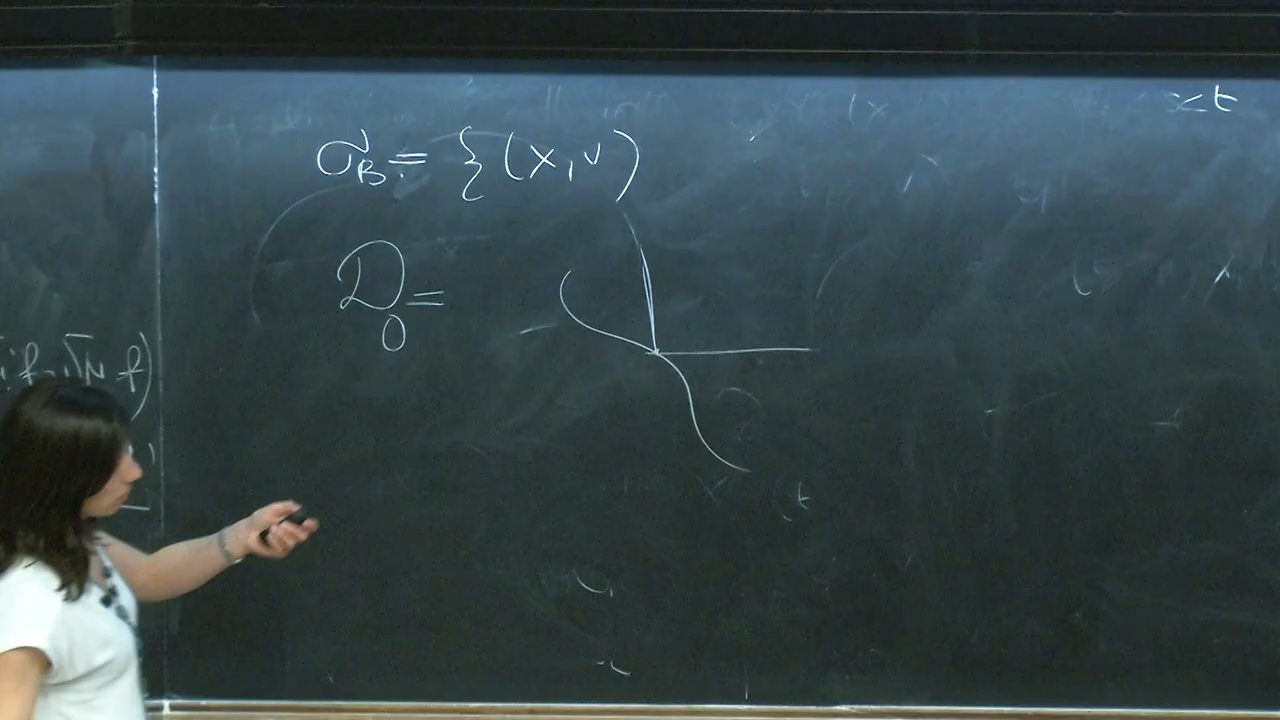 s<t
σ_B := {(x,v)
𝒟_0 =